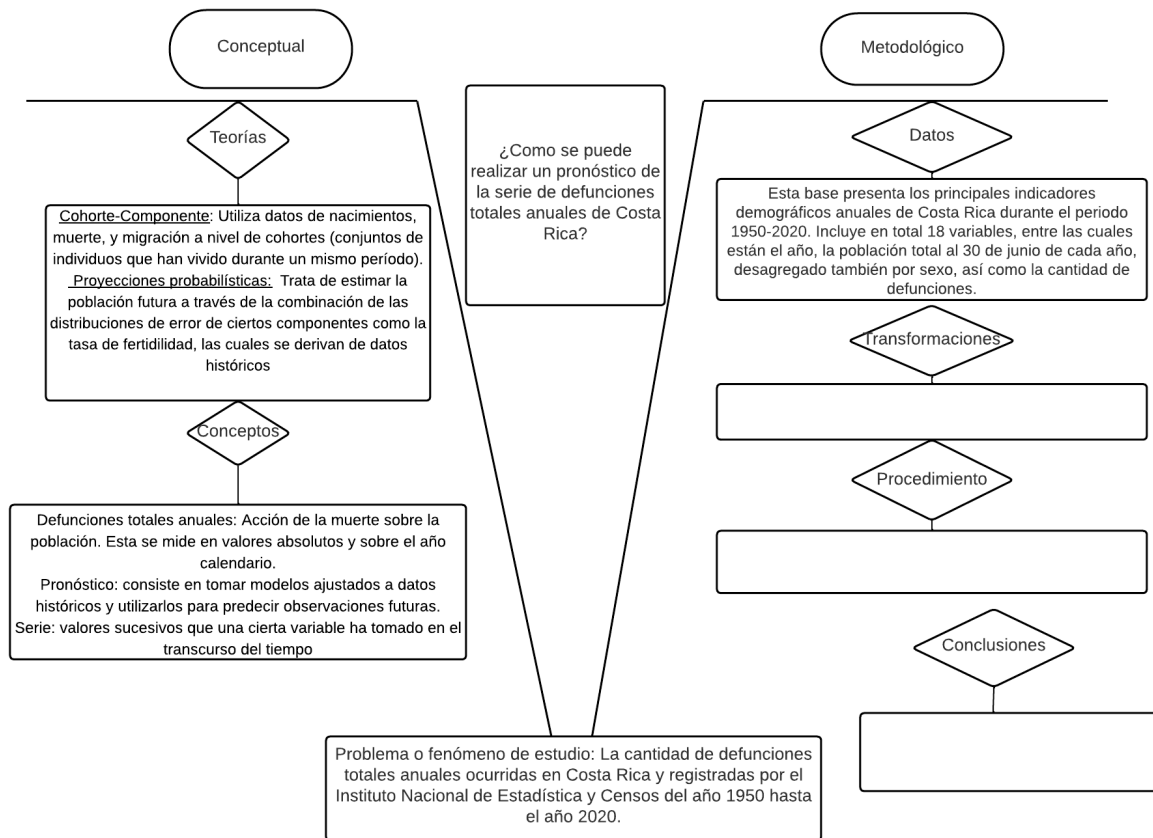 Conceptual
Teorías
Cohorte-Componente: Utiliza datos de nacimientos,
muerte, y migración a nivel de cohortes (conjuntos de
individuos que han vivido durante un mismo período).
Proyecciones probabilísticas: Trata de estimar la
población futura a través de la combinación de las
distribuciones de error de ciertos componentes como la
tasa de fertidilidad, las cuales se derivan de datos
históricos
Conceptos
Defunciones totales anuales: Acción de la muerte sobre la
población. Esta se mide en valores absolutos y sobre el año
calendario.
Pronóstico: consiste en tomar modelos ajustados a datos
históricos y utilizarlos para predecir observaciones futuras.
Serie: valores sucesivos que una cierta variable ha tomado en el
transcurso del tiempo
¿Como se puede
realizar un pronóstico de
la serie de defunciones
totales anuales de Costa
Rica?
Metodológico
Datos
Esta base presenta los principales indicadores
demográficos anuales de Costa Rica durante el periodo
1950-2020. Incluye en total 18 variables, entre las cuales
están el año, la población total al 30 de junio de cada año,
desagregado también por sexo, así como la cantidad de
defunciones.
Transformaciones
Procedimiento
Conclusiones
Problema o fenómeno de estudio: La cantidad de defunciones
totales anuales ocurridas en Costa Rica y registradas por el
Instituto Nacional de Estadística y Censos del año 1950 hasta
el año 2020.